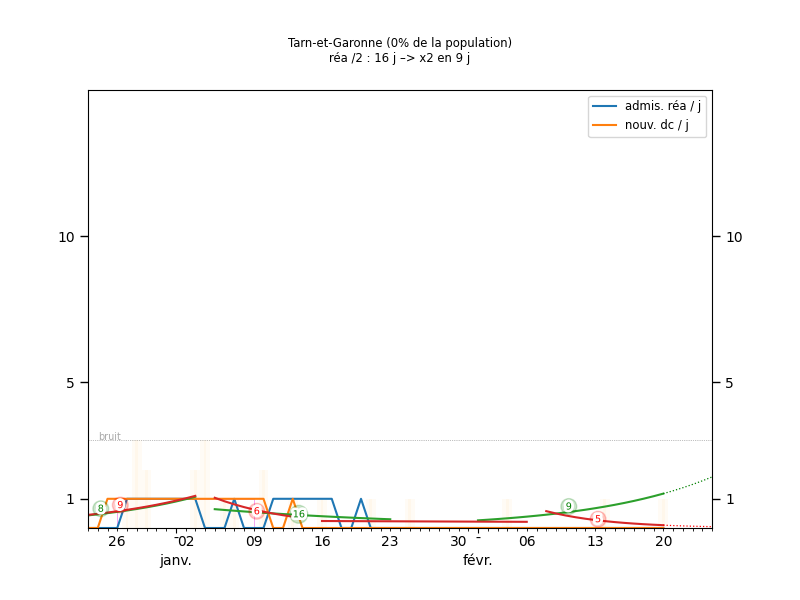 Tarn-et-Garonne (0% de la population)
réa /2 : 16 j –> x2 en 9 j
admis. réa / j
nouv. dc / j
10 10
5 5
bruit
1 1
8 9 6 16 9 5
26 02 09 16 23 30 06 13 20
janv. févr.